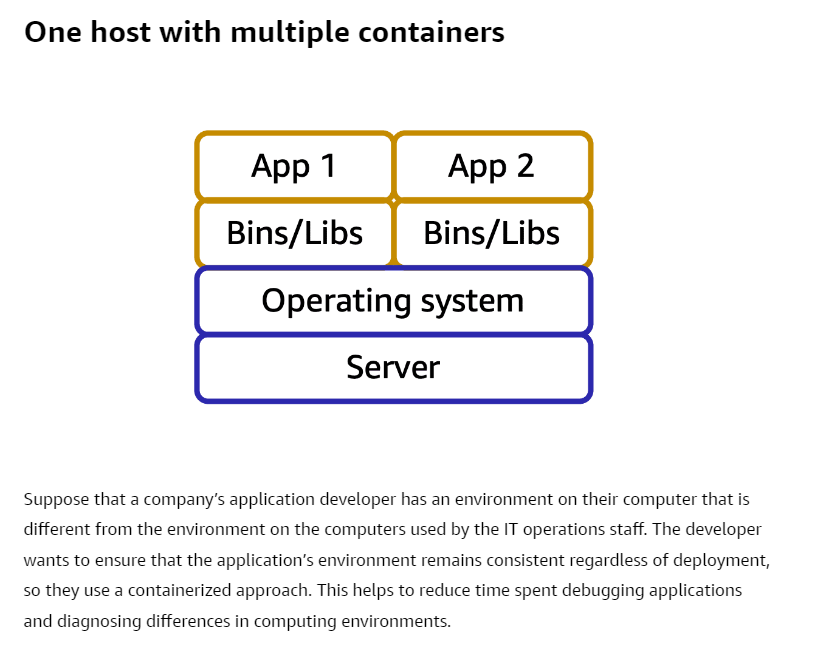 One host with multiple containers
App 1 App 2
Bins/Libs Bins/Libs
Operating system
Server
Suppose that a company’s application developer has an environment on their computer that is
different from the environment on the computers used by the IT operations staff. The developer
wants to ensure that the application’s environment remains consistent regardless of deployment,
so they use a containerized approach. This helps to reduce time spent debugging applications
and diagnosing differences in computing environments.